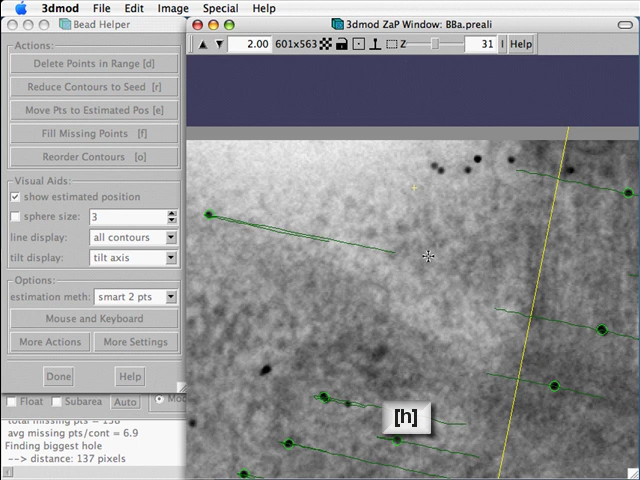 3dmod File Edit Image Special Help
Bead Helper
3dmod ZaP Window: BBa.preali
2.00 601x563 Z 31 I Help
Actions:
Delete Points in Range [d]
Reduce Contours to Seed [r]
Move Pts to Estimated Pos [e]
Fill Missing Points [f]
Reorder Contours [o]
Visual Aids:
show estimated position
sphere size: 3
line display: all contours
tilt display: tilt axis
Options:
estimation meth: smart 2 pts
Mouse and Keyboard
More Actions More Settings
Done Help
Float Subarea Auto
total missing pts = 138
avg missing pts/cont = 6.9
Finding biggest hole
--> distance: 137 pixels
[h]